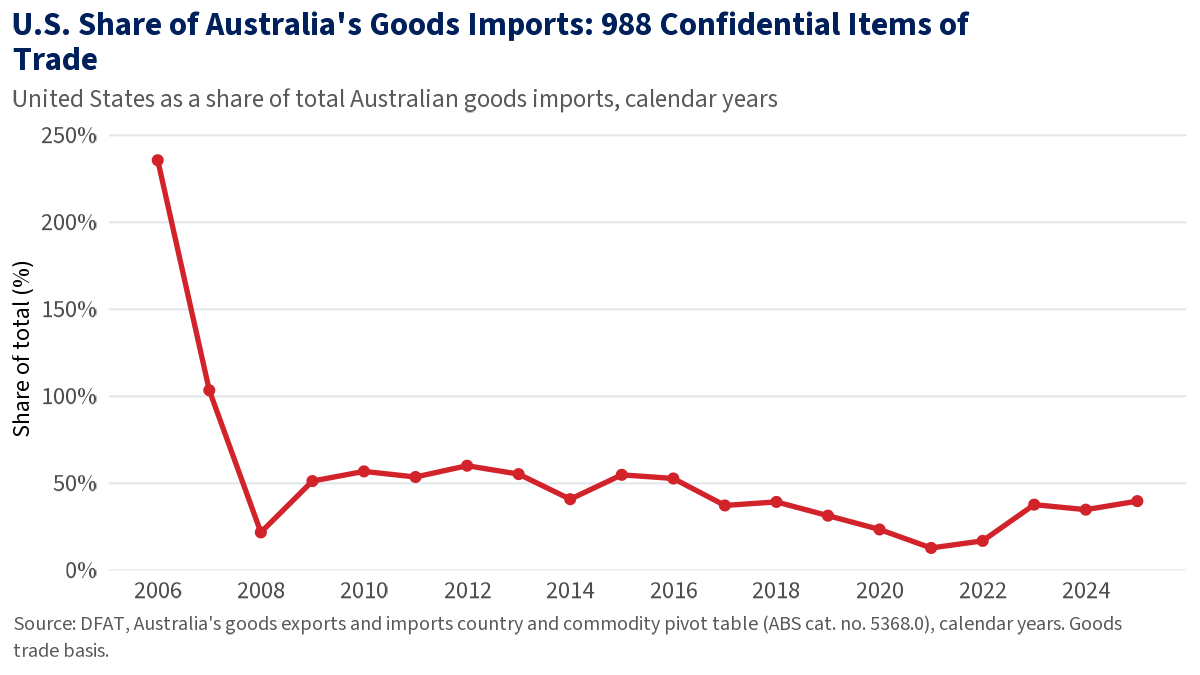 U.S. Share of Australia's Goods Imports: 988 Confidential Items of
Trade
United States as a share of total Australian goods imports, calendar years
Share of total (%)
250%
200%
150%
100%
50%
0%
2006 2008 2010 2012 2014 2016 2018 2020 2022 2024
Source: DFAT, Australia's goods exports and imports country and commodity pivot table (ABS cat. no. 5368.0), calendar years. Goods
trade basis.